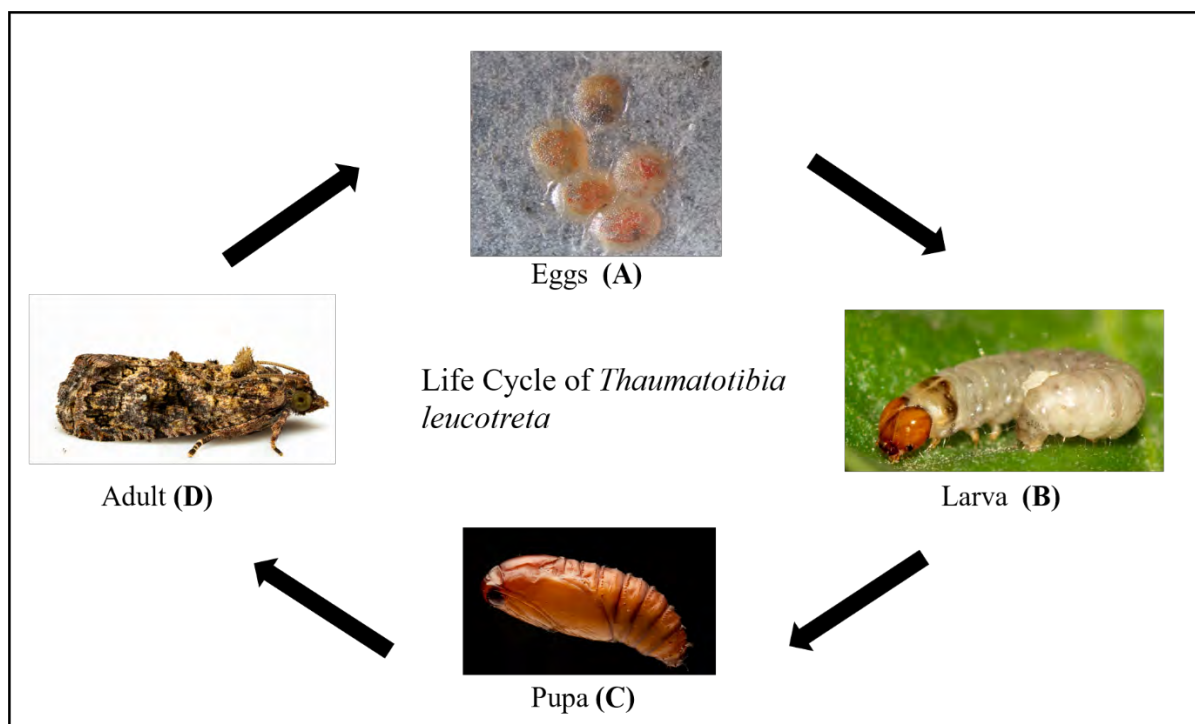 Eggs (A)
Life Cycle of Thaumatotibia
leucotreta
Adult (D)
Larva (B)
Pupa (C)